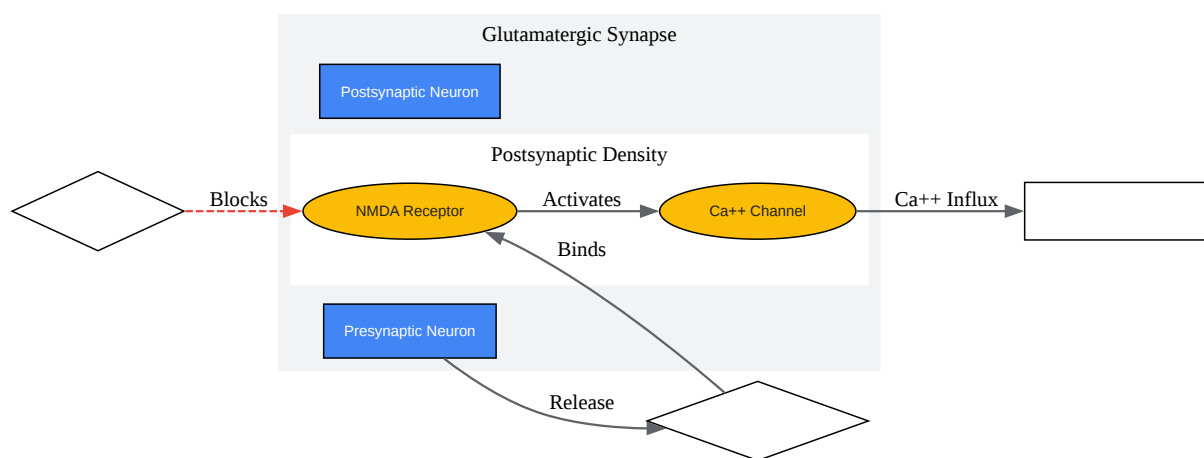 Glutamatergic Synapse
Postsynaptic Neuron
Postsynaptic Density
Blocks
NMDA Receptor
Activates
Ca++ Channel
Ca++ Influx
Binds
Presynaptic Neuron
Release